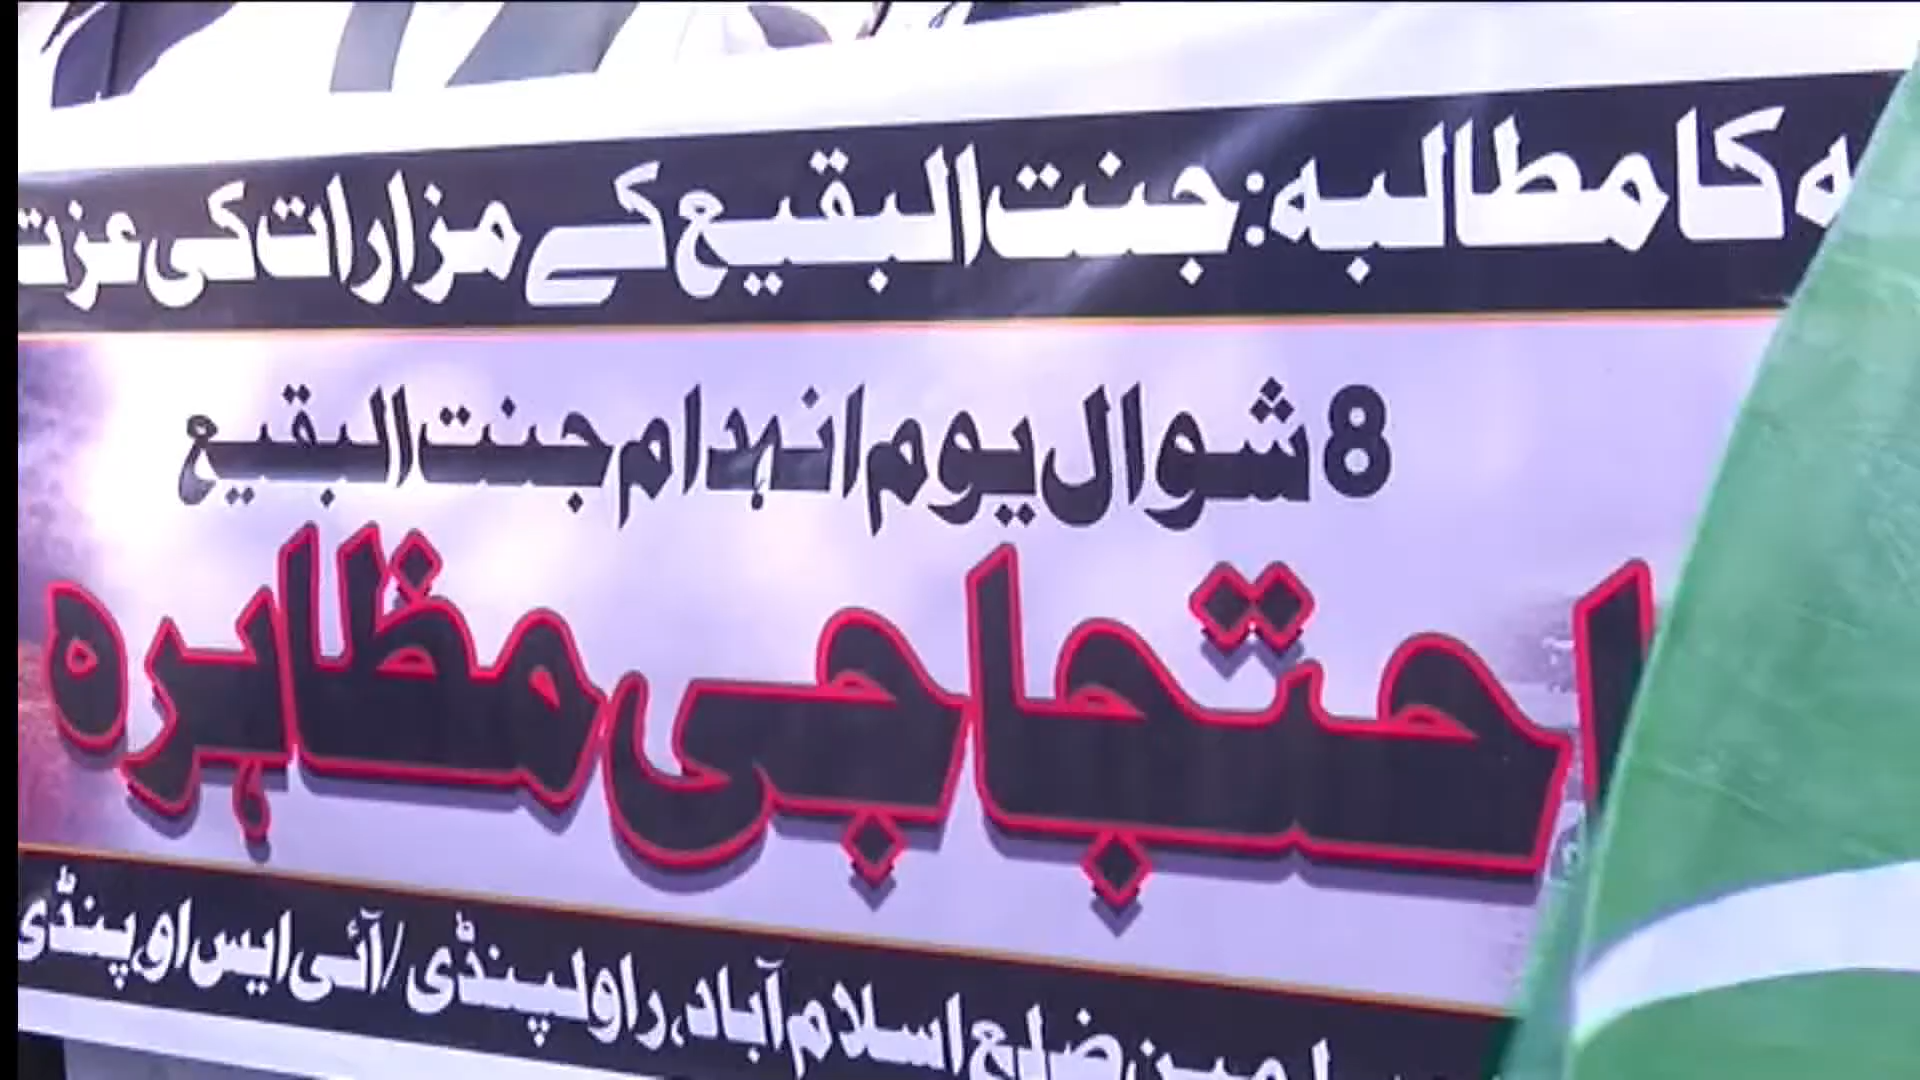 کا مطالبہ: جنت البقیع کے مزارات کی عزت
8 شوال یوم انہدام جنت البقیع
احتجاجی مظاہرہ
ضلع اسلام آباد، راولپنڈی /آئی ایس او پنڈی